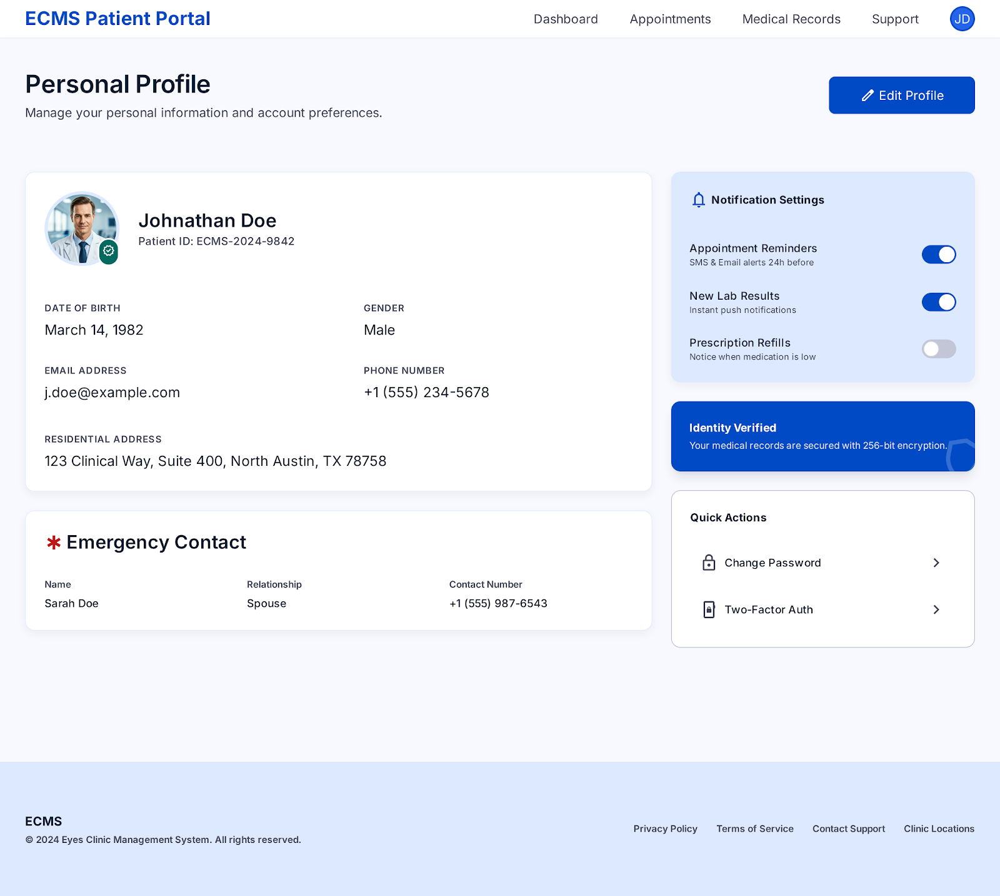 ECMS Patient Portal
Dashboard
Appointments
Medical Records
Support
JD
Personal Profile
Manage your personal information and account preferences.
Edit Profile
Johnathan Doe
Patient ID: ECMS-2024-9842
DATE OF BIRTH
March 14, 1982
GENDER
Male
EMAIL ADDRESS
j.doe@example.com
PHONE NUMBER
+1 (555) 234-5678
RESIDENTIAL ADDRESS
123 Clinical Way, Suite 400, North Austin, TX 78758
Emergency Contact
Name
Sarah Doe
Relationship
Spouse
Contact Number
+1 (555) 987-6543
Notification Settings
Appointment Reminders
SMS & Email alerts 24h before
New Lab Results
Instant push notifications
Prescription Refills
Notice when medication is low
Identity Verified
Your medical records are secured with 256-bit encryption.
Quick Actions
Change Password
Two-Factor Auth
ECMS
© 2024 Eyes Clinic Management System. All rights reserved.
Privacy Policy
Terms of Service
Contact Support
Clinic Locations